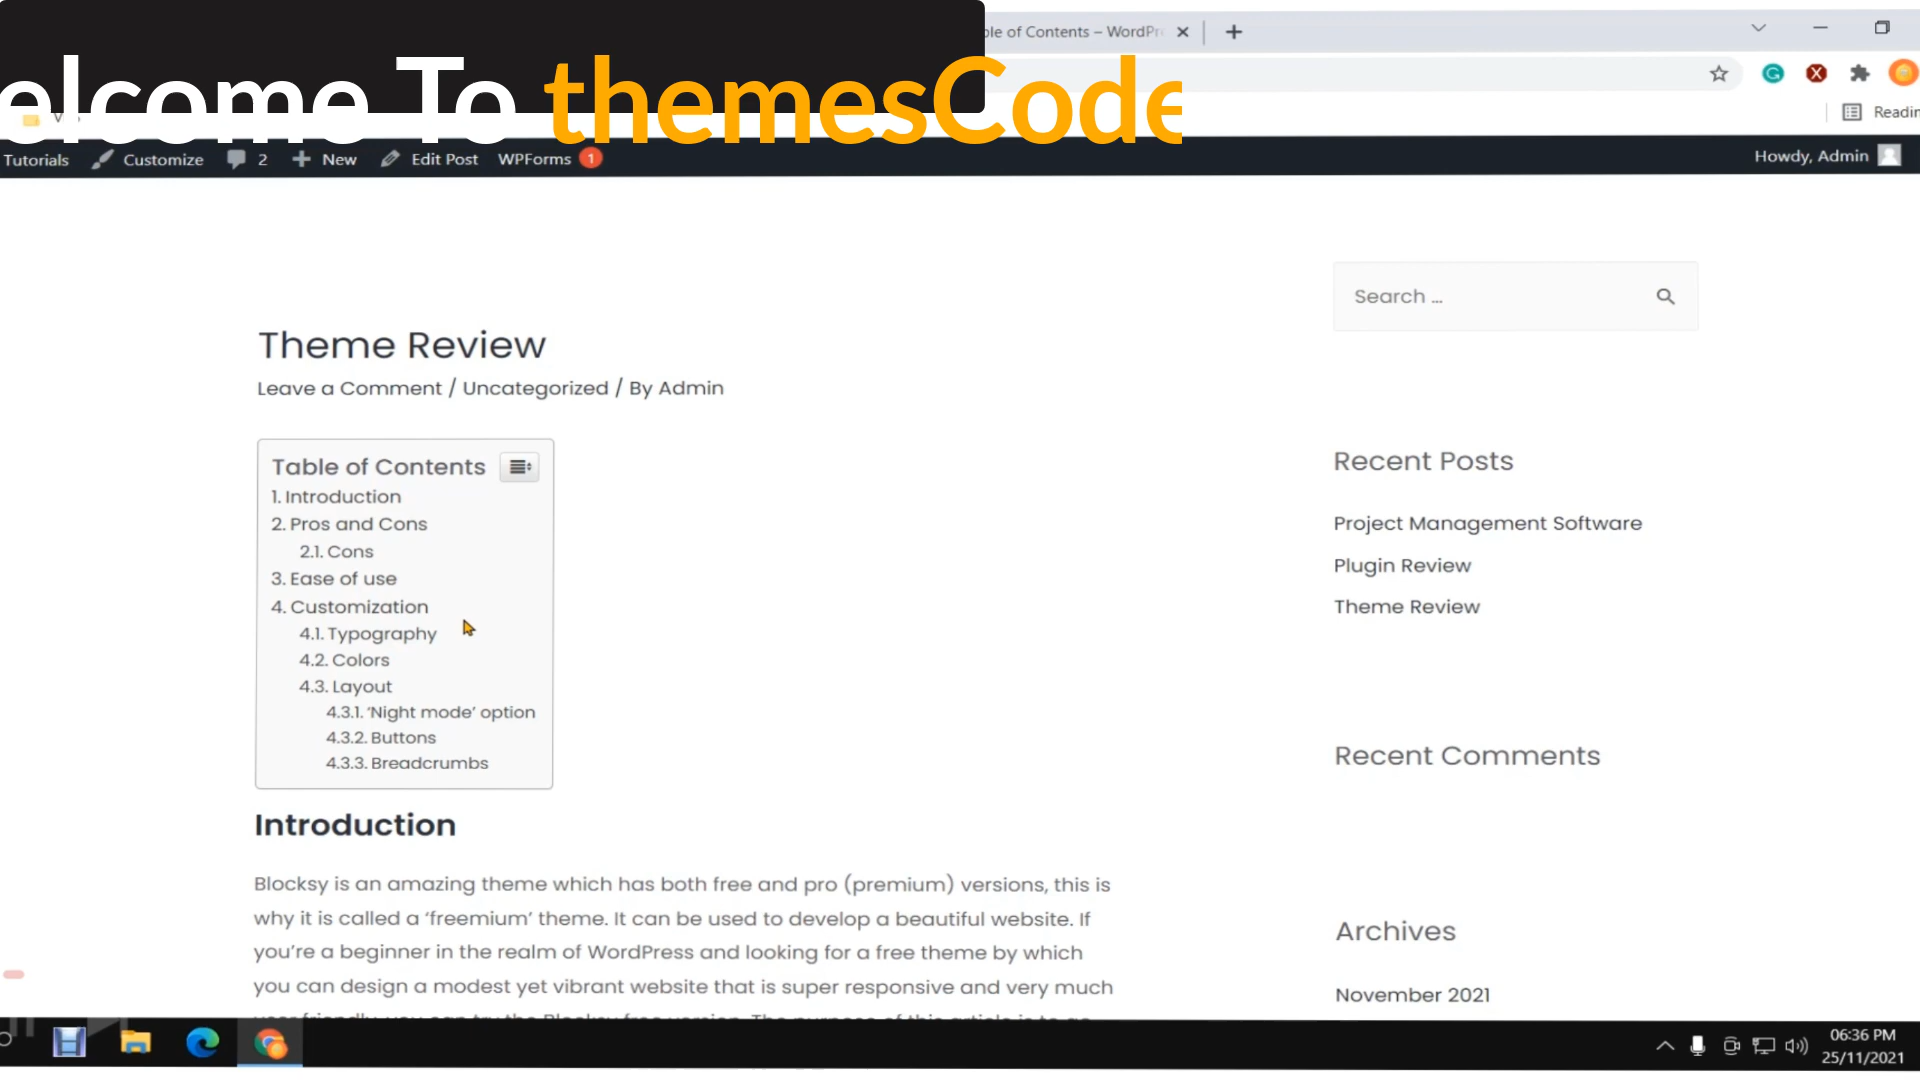 elcome To themesCode
ble of Contents – WordPr
Readin
Tutorials Customize 2 New Edit Post WPForms 1 Howdy, Admin
Search ...
Theme Review
Leave a Comment / Uncategorized / By Admin
Table of Contents
1. Introduction
2. Pros and Cons
2.1. Cons
3. Ease of use
4. Customization
4.1. Typography
4.2. Colors
4.3. Layout
4.3.1. ‘Night mode’ option
4.3.2. Buttons
4.3.3. Breadcrumbs
Introduction
Blocksy is an amazing theme which has both free and pro (premium) versions, this is
why it is called a ‘freemium’ theme. It can be used to develop a beautiful website. If
you’re a beginner in the realm of WordPress and looking for a free theme by which
you can design a modest yet vibrant website that is super responsive and very much
Recent Posts
Project Management Software
Plugin Review
Theme Review
Recent Comments
Archives
November 2021
06:36 PM
25/11/2021